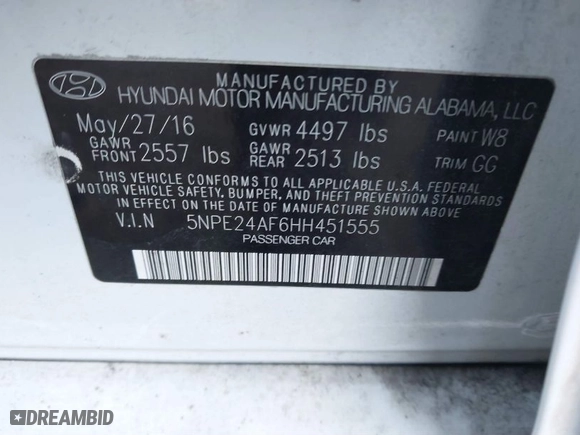 MANUFACTURED BY
HYUNDAI MOTOR MANUFACTURING ALABAMA, LLC
May/27/16 GVWR 4497 lbs PAINT W8
GAWR FRONT 2557 lbs GAWR REAR 2513 lbs TRIM GG
THIS VEHICLE CONFORMS TO ALL APPLICABLE U.S.A. FEDERAL
MOTOR VEHICLE SAFETY, BUMPER, AND THEFT PREVENTION STANDARDS
IN EFFECT ON THE DATE OF MANUFACTURE SHOWN ABOVE.
V.I.N 5NPE24AF6HH451555
PASSENGER CAR
DREAMBID